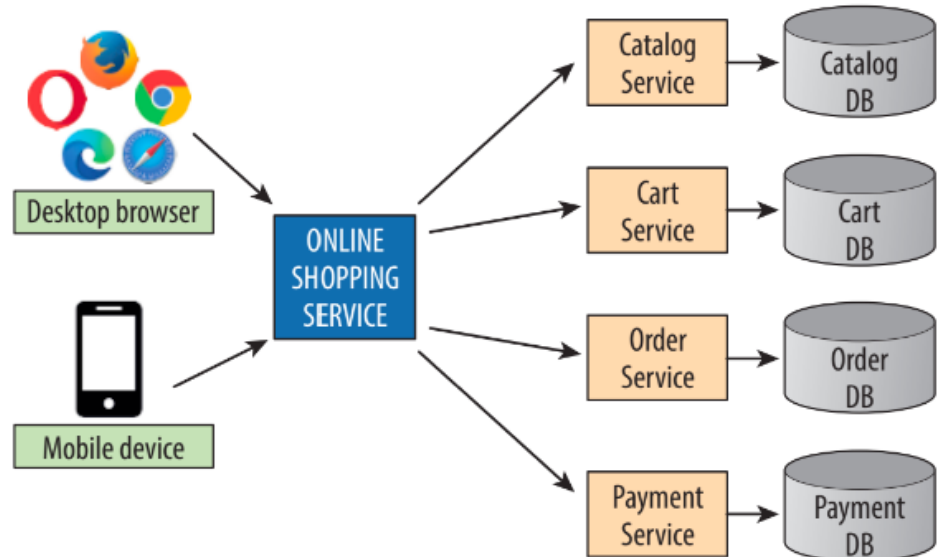 Desktop browser
Mobile device
ONLINE
SHOPPING
SERVICE
Catalog
Service
Catalog
DB
Cart
Service
Cart
DB
Order
Service
Order
DB
Payment
Service
Payment
DB